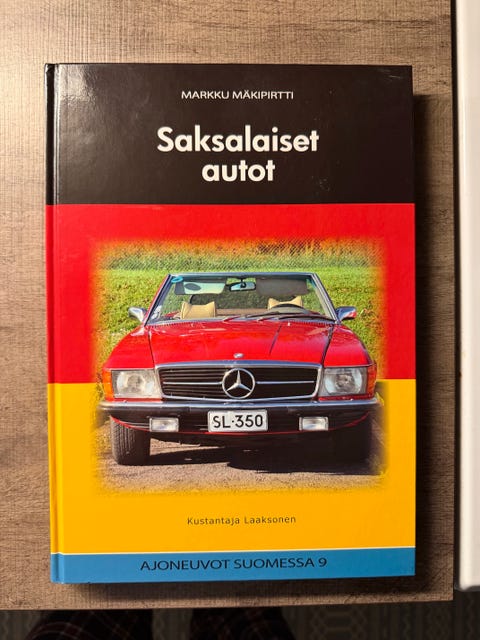 MARKKU MÄKIPIRTTI
Saksalaiset
autot
SL-350
Kustantaja Laaksonen
AJONEUVOT SUOMESSA 9